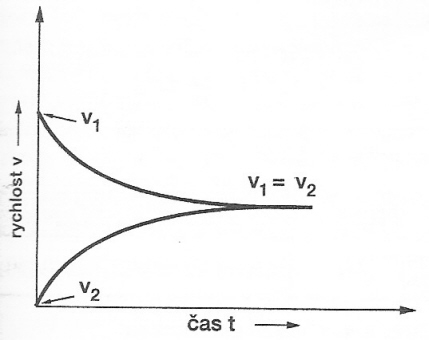 v₁
v₁ = v₂
rychlost v
v₂
čas t